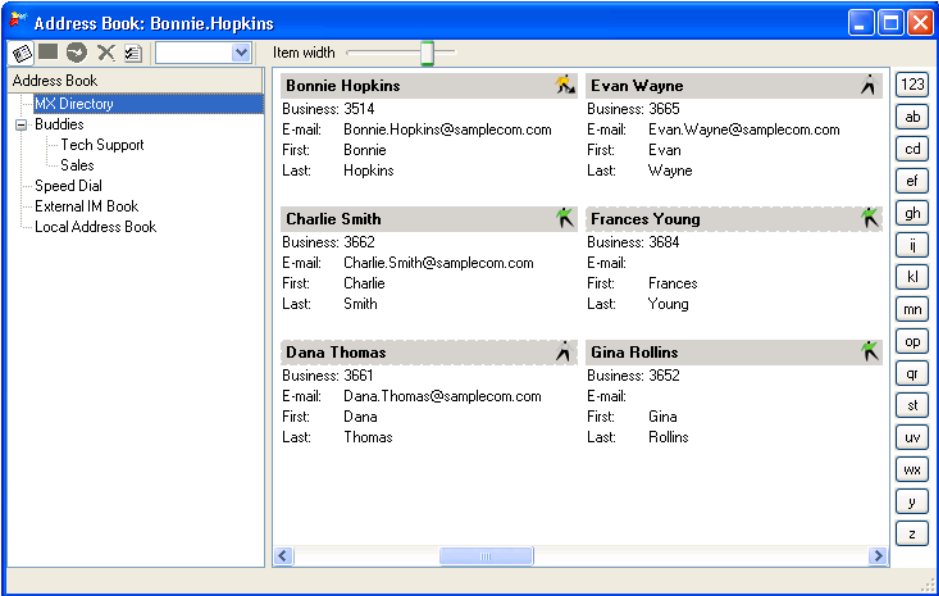 Address Book: Bonnie.Hopkins
Item width
Address Book
MX Directory
Buddies
Tech Support
Sales
Speed Dial
External IM Book
Local Address Book
Bonnie Hopkins
Business: 3514
E-mail: Bonnie.Hopkins@samplecom.com
First: Bonnie
Last: Hopkins
Evan Wayne
Business: 3665
E-mail: Evan.Wayne@samplecom.com
First: Evan
Last: Wayne
Charlie Smith
Business: 3662
E-mail: Charlie.Smith@samplecom.com
First: Charlie
Last: Smith
Frances Young
Business: 3684
E-mail:
First: Frances
Last: Young
Dana Thomas
Business: 3661
E-mail: Dana.Thomas@samplecom.com
First: Dana
Last: Thomas
Gina Rollins
Business: 3652
E-mail:
First: Gina
Last: Rollins
123
ab
cd
ef
gh
ij
kl
mn
op
qr
st
uv
wx
y
z